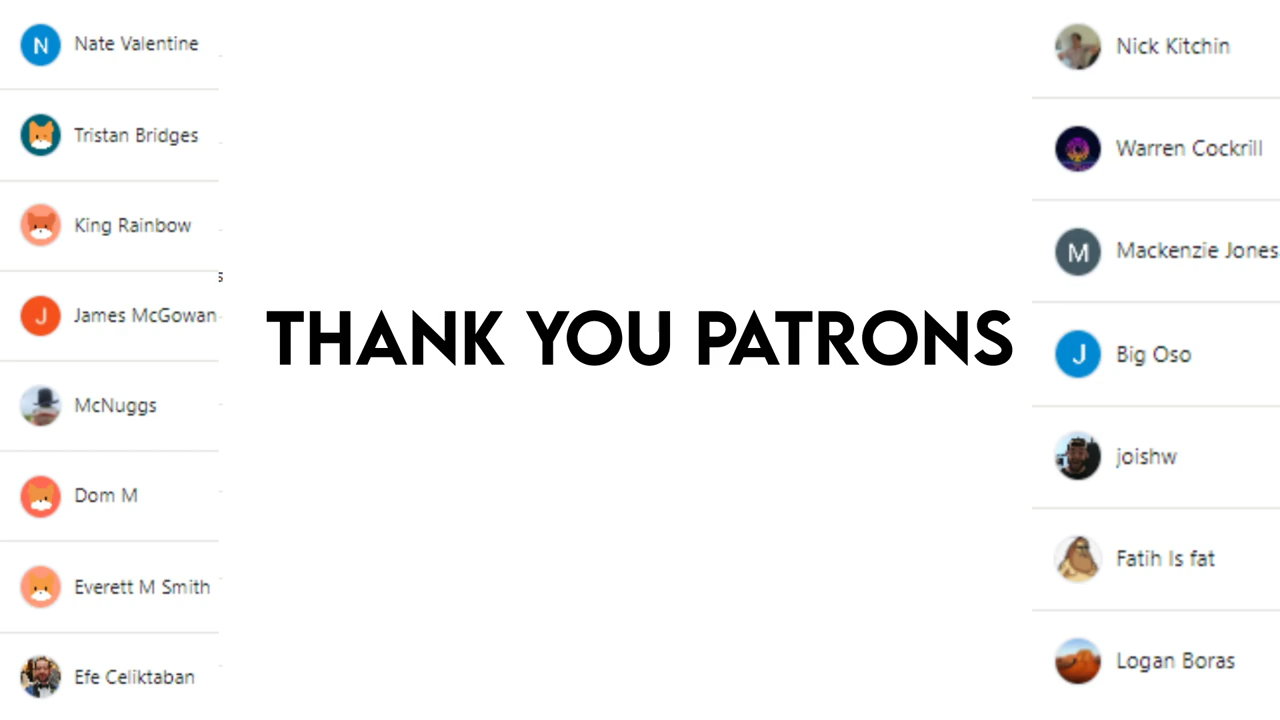 Nate Valentine
Tristan Bridges
King Rainbow
James McGowan
McNuggs
Dom M
Everett M Smith
Efe Celiktaban
s
THANK YOU PATRONS
Nick Kitchin
Warren Cockrill
Mackenzie Jones
Big Oso
joishw
Fatih Is fat
Logan Boras
N
J
M
J